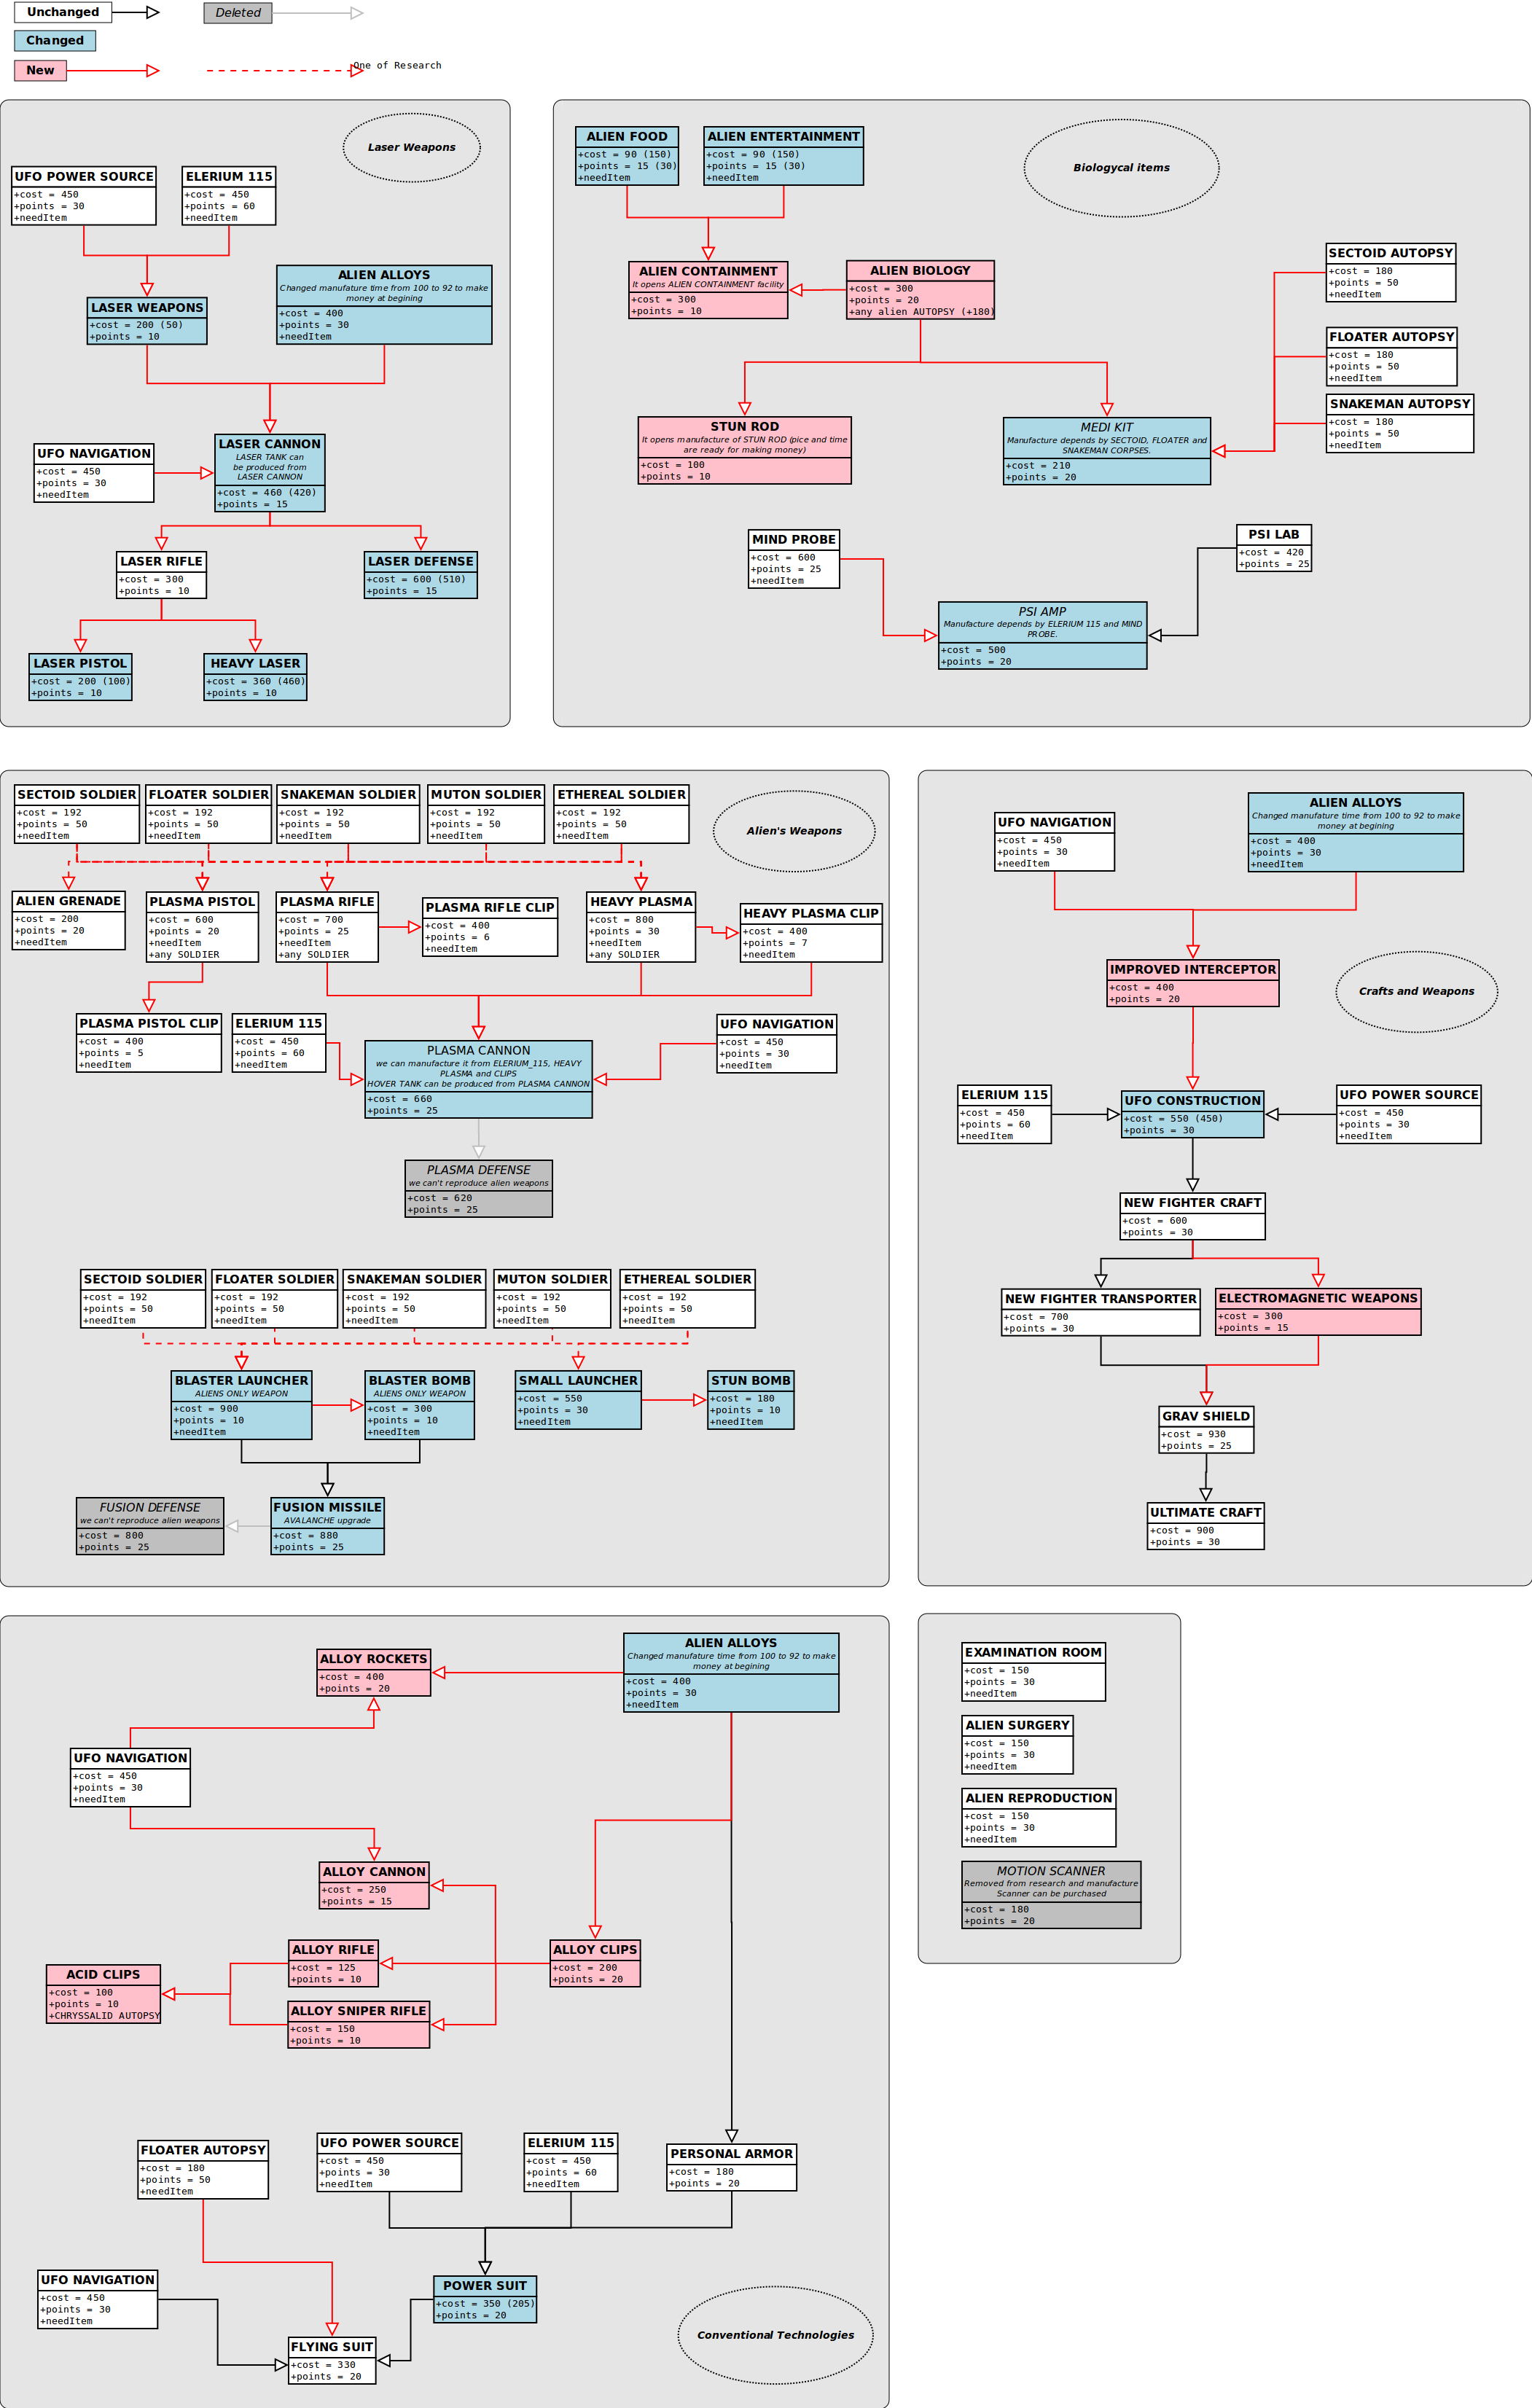 Unchanged
Deleted
Changed
New
One of Research
Laser Weapons
UFO POWER SOURCE
+cost = 450
+points = 30
+needItem
ELERIUM 115
+cost = 450
+points = 60
+needItem
ALIEN ALLOYS
Changed manufature time from 100 to 92 to make
money at begining
+cost = 400
+points = 30
+needItem
LASER WEAPONS
+cost = 200 (50)
+points = 10
LASER CANNON
LASER TANK can
be produced from
LASER CANNON
+cost = 460 (420)
+points = 15
UFO NAVIGATION
+cost = 450
+points = 30
+needItem
LASER RIFLE
+cost = 300
+points = 10
LASER DEFENSE
+cost = 600 (510)
+points = 15
LASER PISTOL
+cost = 200 (100)
+points = 10
HEAVY LASER
+cost = 360 (460)
+points = 10
ALIEN FOOD
+cost = 90 (150)
+points = 15 (30)
+needItem
ALIEN ENTERTAINMENT
+cost = 90 (150)
+points = 15 (30)
+needItem
Biologycal items
ALIEN CONTAINMENT
It opens ALIEN CONTAINMENT facility
+cost = 300
+points = 10
ALIEN BIOLOGY
+cost = 300
+points = 20
+any alien AUTOPSY (+180)
SECTOID AUTOPSY
+cost = 180
+points = 50
+needItem
FLOATER AUTOPSY
+cost = 180
+points = 50
+needItem
SNAKEMAN AUTOPSY
+cost = 180
+points = 50
+needItem
STUN ROD
It opens manufacture of STUN ROD (pice and time
are ready for making money)
+cost = 100
+points = 10
MEDI KIT
Manufacture depends by SECTOID, FLOATER and
SNAKEMAN CORPSES.
+cost = 210
+points = 20
MIND PROBE
+cost = 600
+points = 25
+needItem
PSI LAB
+cost = 420
+points = 25
PSI AMP
Manufacture depends by ELERIUM 115 and MIND
PROBE.
+cost = 500
+points = 20
SECTOID SOLDIER
+cost = 192
+points = 50
+needItem
FLOATER SOLDIER
+cost = 192
+points = 50
+needItem
SNAKEMAN SOLDIER
+cost = 192
+points = 50
+needItem
MUTON SOLDIER
+cost = 192
+points = 50
+needItem
ETHEREAL SOLDIER
+cost = 192
+points = 50
+needItem
Alien's Weapons
ALIEN GRENADE
+cost = 200
+points = 20
+needItem
PLASMA PISTOL
+cost = 600
+points = 20
+needItem
+any SOLDIER
PLASMA RIFLE
+cost = 700
+points = 25
+needItem
+any SOLDIER
PLASMA RIFLE CLIP
+cost = 400
+points = 6
+needItem
HEAVY PLASMA
+cost = 800
+points = 30
+needItem
+any SOLDIER
HEAVY PLASMA CLIP
+cost = 400
+points = 7
+needItem
PLASMA PISTOL CLIP
+cost = 400
+points = 5
+needItem
ELERIUM 115
+cost = 450
+points = 60
+needItem
PLASMA CANNON
we can manufacture it from ELERIUM_115, HEAVY
PLASMA and CLIPS
HOVER TANK can be produced from PLASMA CANNON
+cost = 660
+points = 25
UFO NAVIGATION
+cost = 450
+points = 30
+needItem
PLASMA DEFENSE
we can't reproduce alien weapons
+cost = 620
+points = 25
SECTOID SOLDIER
+cost = 192
+points = 50
+needItem
FLOATER SOLDIER
+cost = 192
+points = 50
+needItem
SNAKEMAN SOLDIER
+cost = 192
+points = 50
+needItem
MUTON SOLDIER
+cost = 192
+points = 50
+needItem
ETHEREAL SOLDIER
+cost = 192
+points = 50
+needItem
BLASTER LAUNCHER
ALIENS ONLY WEAPON
+cost = 900
+points = 10
+needItem
BLASTER BOMB
ALIENS ONLY WEAPON
+cost = 300
+points = 10
+needItem
SMALL LAUNCHER
+cost = 550
+points = 30
+needItem
STUN BOMB
+cost = 180
+points = 10
+needItem
FUSION DEFENSE
we can't reproduce alien weapons
+cost = 800
+points = 25
FUSION MISSILE
AVALANCHE upgrade
+cost = 880
+points = 25
UFO NAVIGATION
+cost = 450
+points = 30
+needItem
ALIEN ALLOYS
Changed manufature time from 100 to 92 to make
money at begining
+cost = 400
+points = 30
+needItem
IMPROVED INTERCEPTOR
+cost = 400
+points = 20
Crafts and Weapons
ELERIUM 115
+cost = 450
+points = 60
+needItem
UFO CONSTRUCTION
+cost = 550 (450)
+points = 30
UFO POWER SOURCE
+cost = 450
+points = 30
+needItem
NEW FIGHTER CRAFT
+cost = 600
+points = 30
NEW FIGHTER TRANSPORTER
+cost = 700
+points = 30
ELECTROMAGNETIC WEAPONS
+cost = 300
+points = 15
GRAV SHIELD
+cost = 930
+points = 25
ULTIMATE CRAFT
+cost = 900
+points = 30
ALLOY ROCKETS
+cost = 400
+points = 20
ALIEN ALLOYS
Changed manufature time from 100 to 92 to make
money at begining
+cost = 400
+points = 30
+needItem
UFO NAVIGATION
+cost = 450
+points = 30
+needItem
ALLOY CANNON
+cost = 250
+points = 15
ALLOY RIFLE
+cost = 125
+points = 10
ALLOY CLIPS
+cost = 200
+points = 20
ACID CLIPS
+cost = 100
+points = 10
+CHRYSSALID AUTOPSY
ALLOY SNIPER RIFLE
+cost = 150
+points = 10
FLOATER AUTOPSY
+cost = 180
+points = 50
+needItem
UFO POWER SOURCE
+cost = 450
+points = 30
+needItem
ELERIUM 115
+cost = 450
+points = 60
+needItem
PERSONAL ARMOR
+cost = 180
+points = 20
UFO NAVIGATION
+cost = 450
+points = 30
+needItem
POWER SUIT
+cost = 350 (205)
+points = 20
FLYING SUIT
+cost = 330
+points = 20
Conventional Technologies
EXAMINATION ROOM
+cost = 150
+points = 30
+needItem
ALIEN SURGERY
+cost = 150
+points = 30
+needItem
ALIEN REPRODUCTION
+cost = 150
+points = 30
+needItem
MOTION SCANNER
Removed from research and manufacture
Scanner can be purchased
+cost = 180
+points = 20